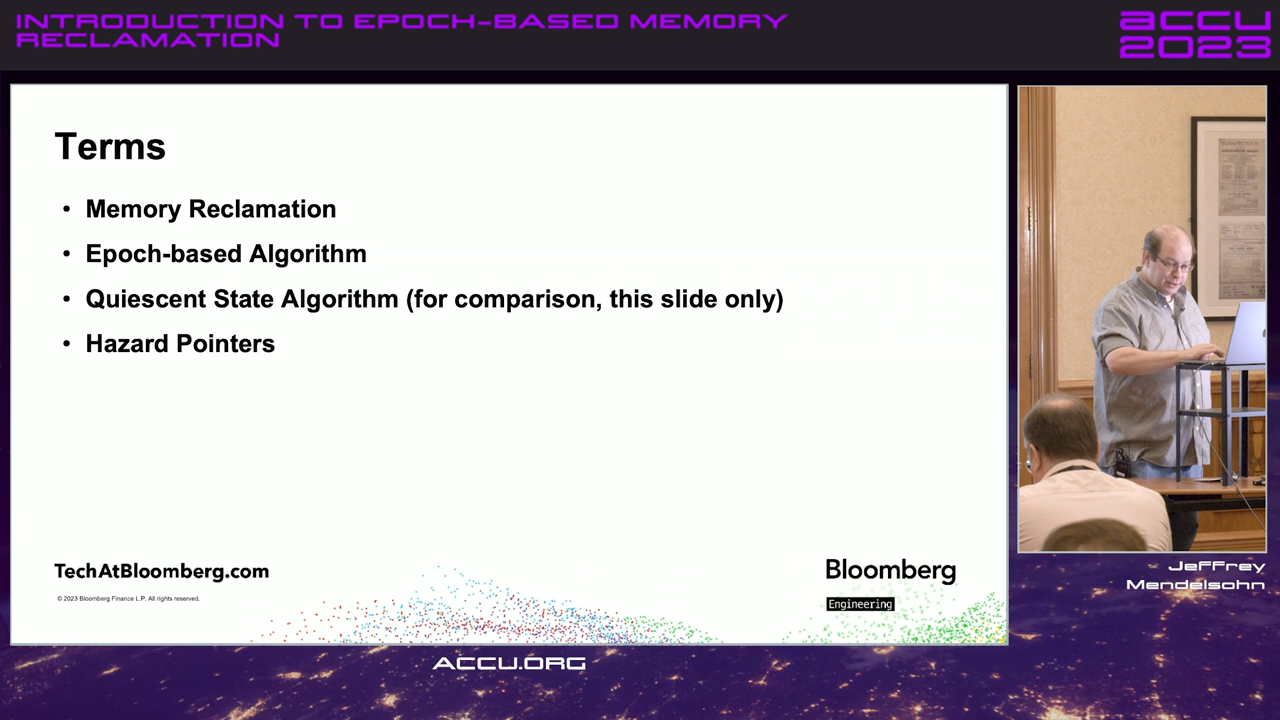 INTRODUCTION TO EPOCH-BASED MEMORY
RECLAMATION
ACCU
2023
Terms
• Memory Reclamation
• Epoch-based Algorithm
• Quiescent State Algorithm (for comparison, this slide only)
• Hazard Pointers
TechAtBloomberg.com
© 2023 Bloomberg Finance L.P. All rights reserved.
Bloomberg
Engineering
Jeffrey
Mendelsohn
ACCU.ORG